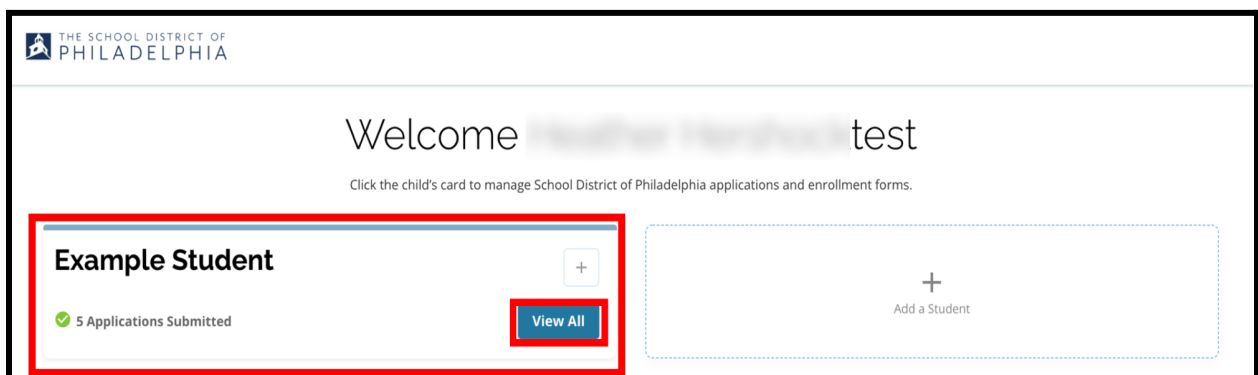 THE SCHOOL DISTRICT OF
PHILADELPHIA
Welcome test
Click the child's card to manage School District of Philadelphia applications and enrollment forms.
Example Student
+
5 Applications Submitted
View All
+
Add a Student